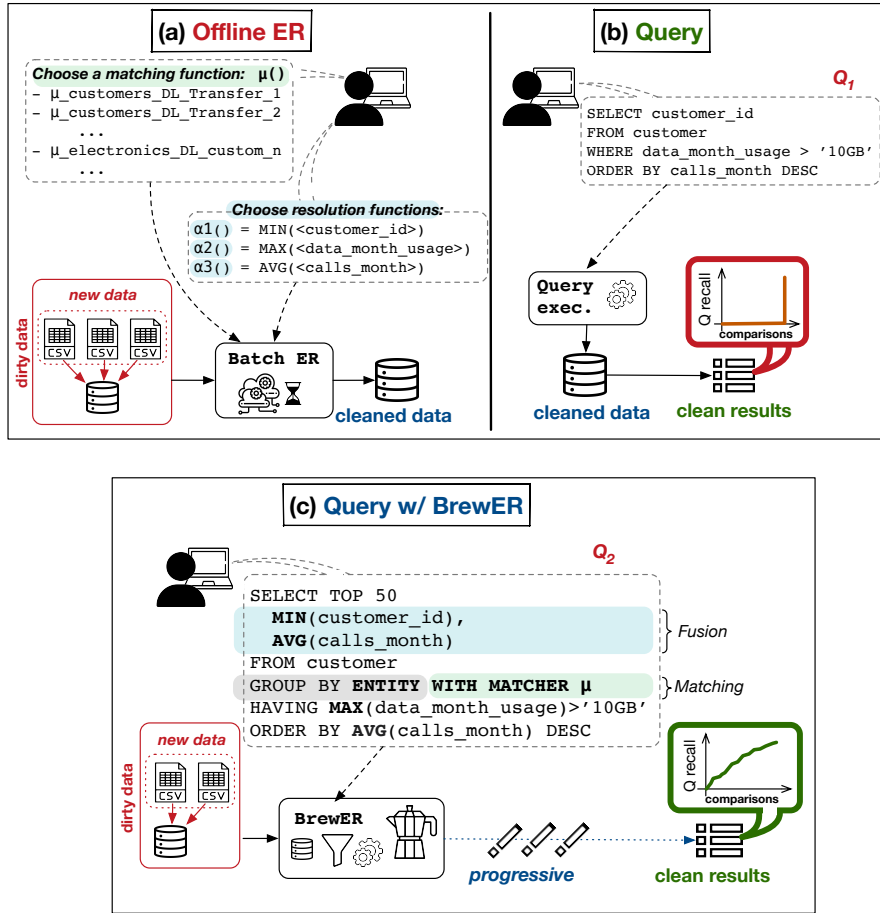 (a) Offline ER
Choose a matching function: μ()
– μ_customers_DL_Transfer_1
– μ_customers_DL_Transfer_2
...
– μ_electronics_DL_custom_n
...
Choose resolution functions:
α1() = MIN(<customer_id>)
α2() = MAX(<data_month_usage>)
α3() = AVG(<calls_month>)
dirty data
new data
CSV CSV CSV
Batch ER
cleaned data
(b) Query
Q1
SELECT customer_id
FROM customer
WHERE data_month_usage > '10GB'
ORDER BY calls_month DESC
Query
exec.
Q recall
comparisons
cleaned data
clean results
(c) Query w/ BrewER
Q2
SELECT TOP 50
MIN(customer_id),
AVG(calls_month)
Fusion
FROM customer
GROUP BY ENTITY WITH MATCHER μ
Matching
HAVING MAX(data_month_usage)>'10GB'
ORDER BY AVG(calls_month) DESC
dirty data
new data
CSV CSV
BrewER
progressive
Q recall
comparisons
clean results